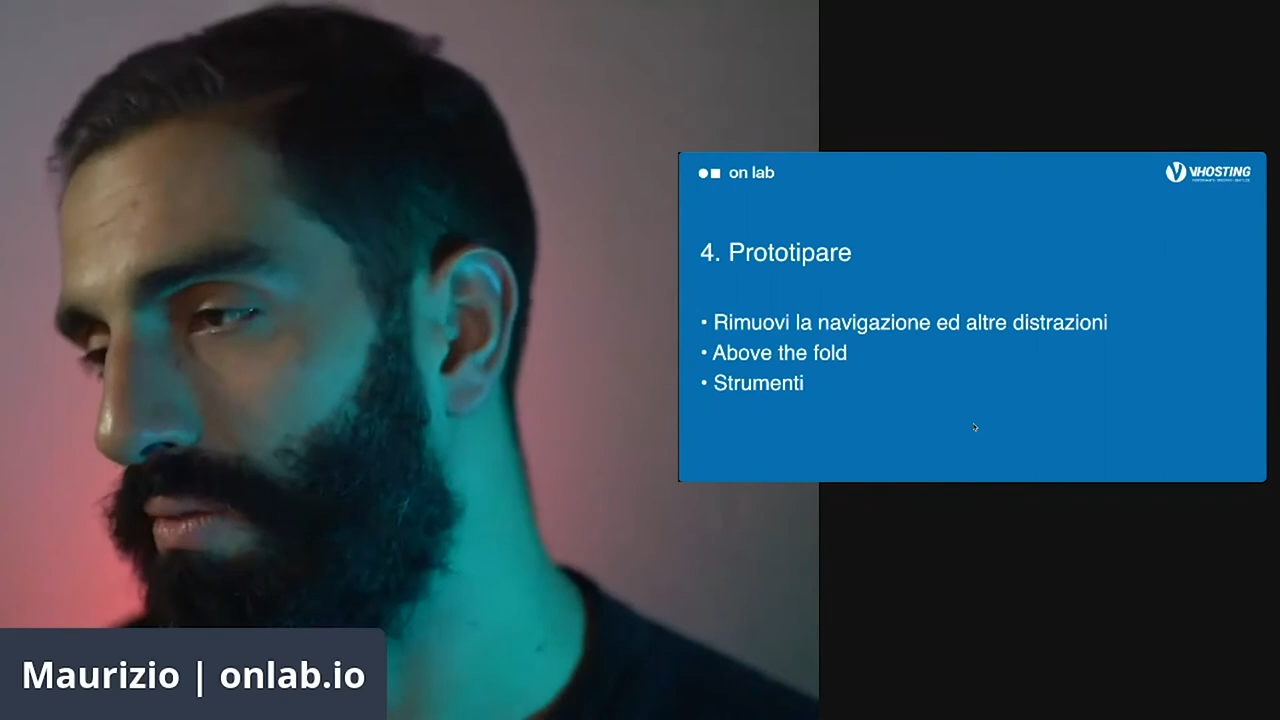 on lab
VHOSTING
4. Prototipare
• Rimuovi la navigazione ed altre distrazioni
• Above the fold
• Strumenti
Maurizio | onlab.io